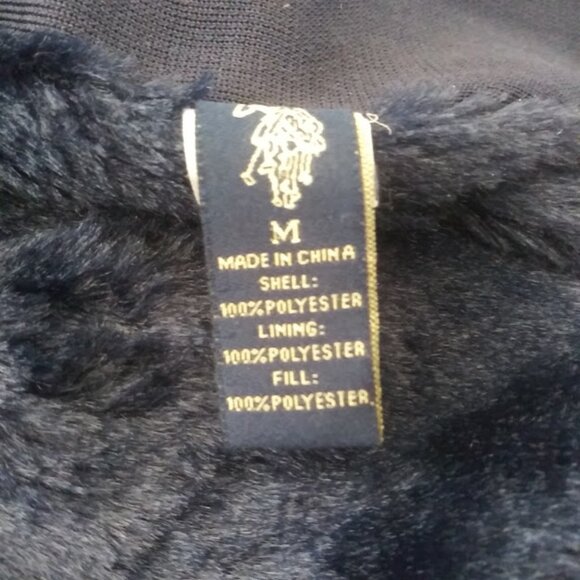 M
MADE IN CHINA
SHELL:
100%POLYESTER
LINING:
100%POLYESTER
FILL:
100%POLYESTER.